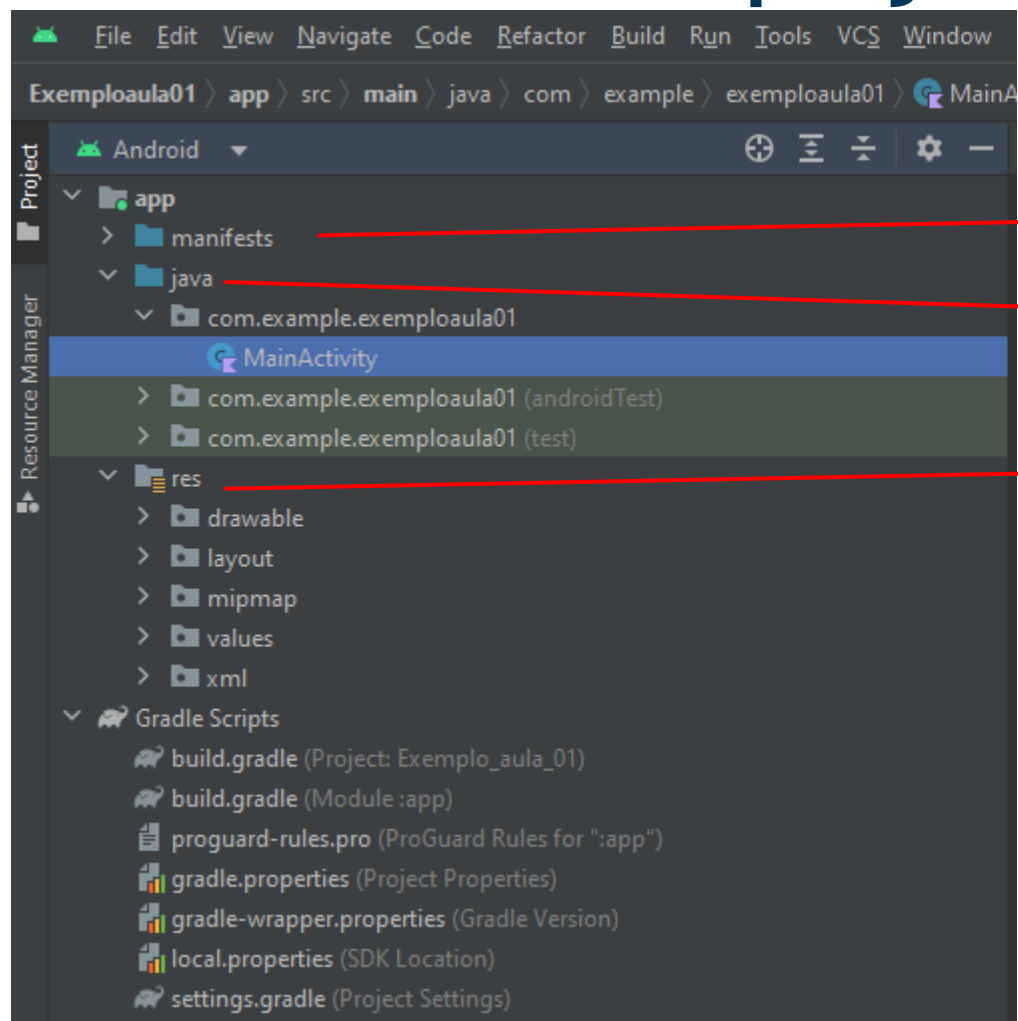 File Edit View Navigate Code Refactor Build Run Tools VCS Window
Exemploaula01 〉 app 〉 src 〉 main 〉 java 〉 com 〉 example 〉 exemploaula01 〉 MainA
Project
Resource Manager
Android
app
manifests
java
com.example.exemploaula01
MainActivity
com.example.exemploaula01 (androidTest)
com.example.exemploaula01 (test)
res
drawable
layout
mipmap
values
xml
Gradle Scripts
build.gradle (Project: Exemplo_aula_01)
build.gradle (Module :app)
proguard-rules.pro (ProGuard Rules for ":app")
gradle.properties (Project Properties)
gradle-wrapper.properties (Gradle Version)
local.properties (SDK Location)
settings.gradle (Project Settings)